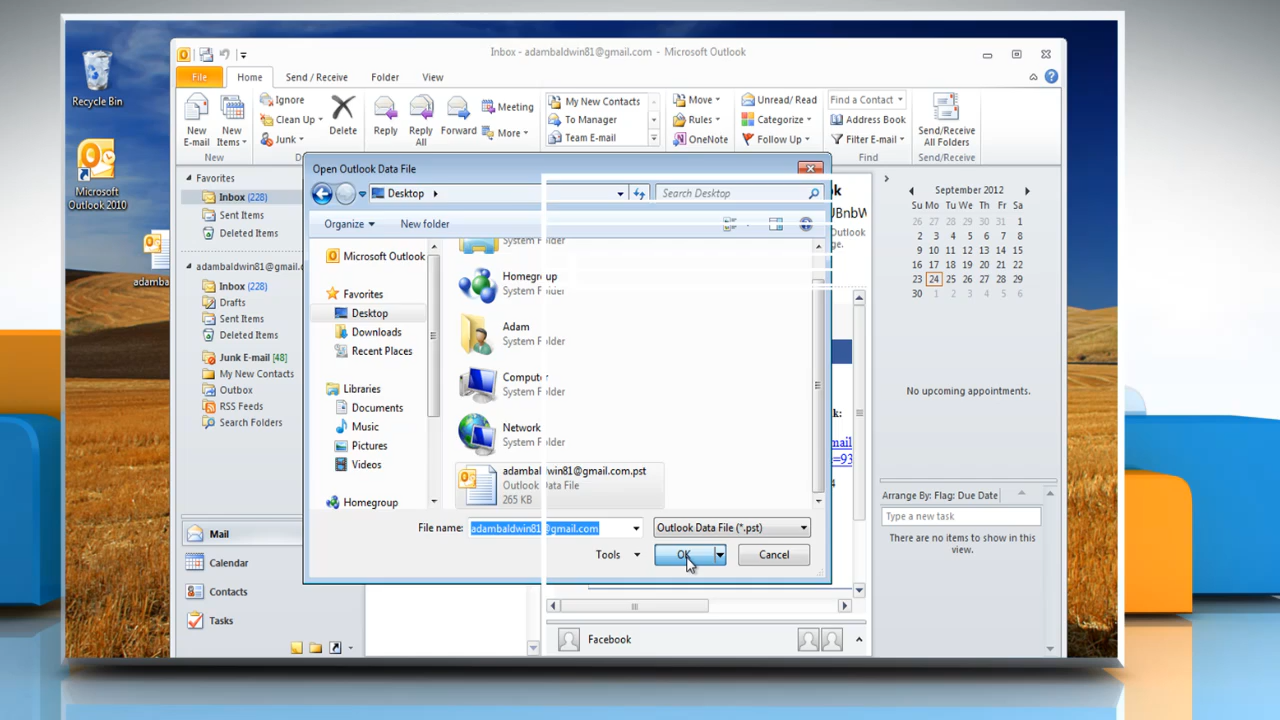 Inbox - adambaldwin81@gmail.com - Microsoft Outlook
File Home Send / Receive Folder View
Recycle Bin
Microsoft Outlook 2010
adamba
New E-mail
New Items
New
Ignore
Clean Up
Junk
Delete
Reply
Reply All
Forward
Meeting
More
My New Contacts
To Manager
Team E-mail
Move
Rules
OneNote
Unread/ Read
Categorize
Follow Up
Find a Contact
Address Book
Filter E-mail
Find
Send/Receive All Folders
Send/Receive
Favorites
Inbox (228)
Sent Items
Deleted Items
adambaldwin81@gmail.c
Inbox (228)
Drafts
Sent Items
Deleted Items
Junk E-mail [48]
My New Contacts
Outbox
RSS Feeds
Search Folders
Mail
Calendar
Contacts
Tasks
Open Outlook Data File
Desktop
Search Desktop
Organize
New folder
Microsoft Outlook
Favorites
Desktop
Downloads
Recent Places
Libraries
Documents
Music
Pictures
Videos
Homegroup
System Folder
Homegroup
System Folder
Adam
System Folder
Computer
System Folder
Network
System Folder
adambaldwin81@gmail.com.pst
Outlook Data File
265 KB
File name: adambaldwin81@gmail.com
Outlook Data File (*.pst)
Tools
OK
Cancel
ok
JBnbW
Outlook
ge.
k:
mail
=93
4
Facebook
September 2012
Su Mo Tu We Th Fr Sa
26 27 28 29 30 31 1
2 3 4 5 6 7 8
9 10 11 12 13 14 15
16 17 18 19 20 21 22
23 24 25 26 27 28 29
30 1 2 3 4 5 6
No upcoming appointments.
Arrange By: Flag: Due Date
Type a new task
There are no items to show in this view.